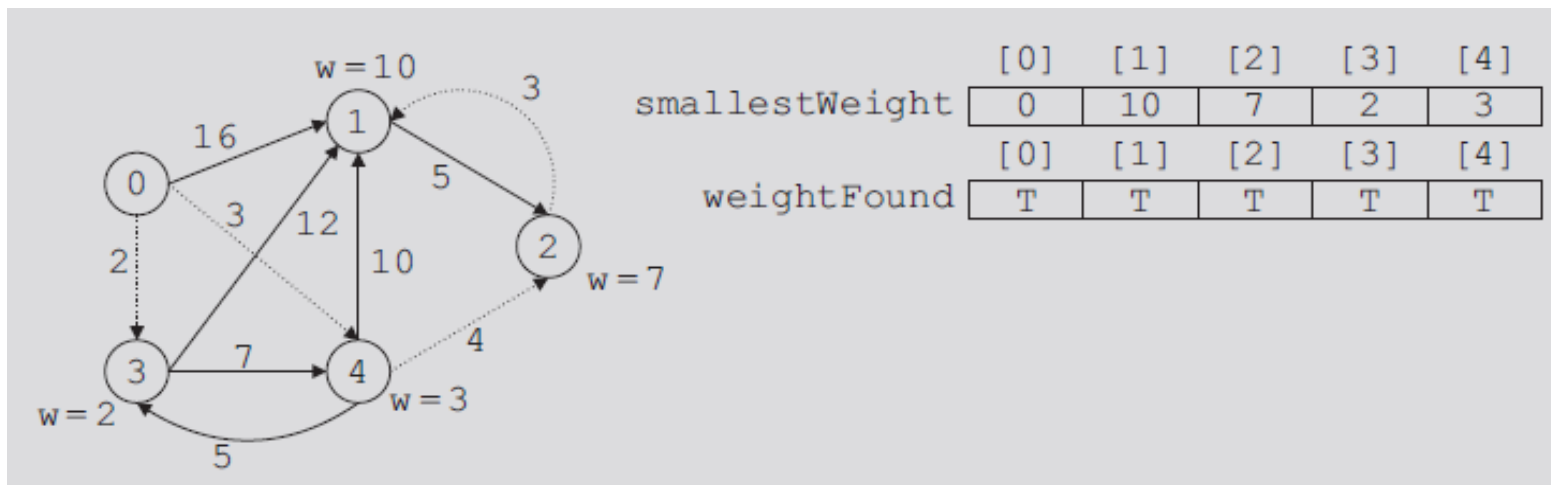 w=10
3
16
1
0
5
3
12
2
10
2
w=7
4
7
3
4
w=3
w=2
5
[0] [1] [2] [3] [4]
smallestWeight 0 10 7 2 3
[0] [1] [2] [3] [4]
weightFound T T T T T